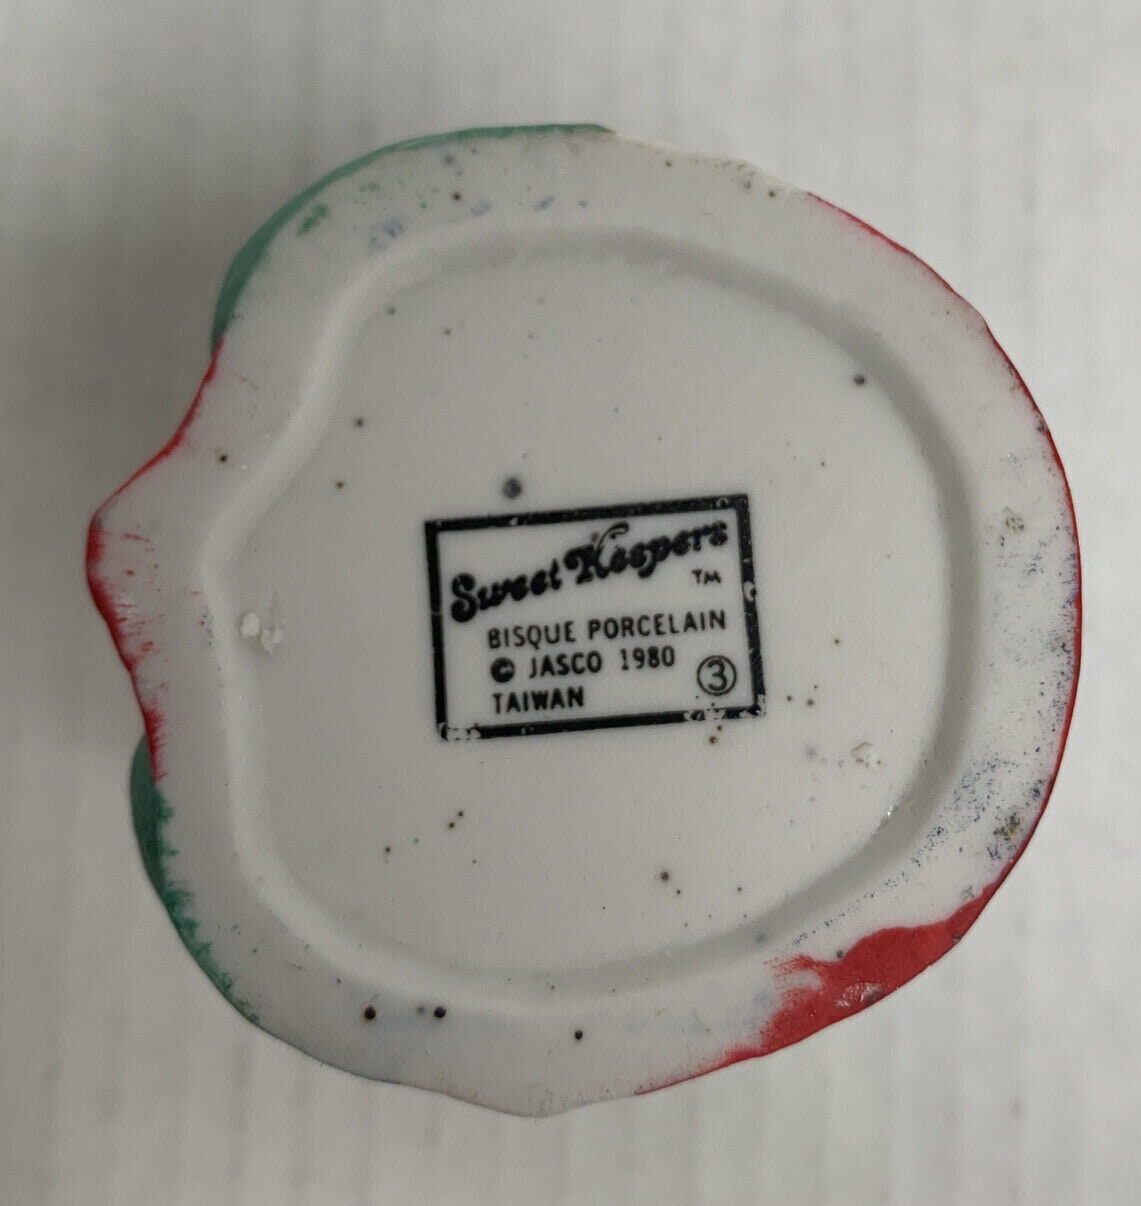 Sweet Keepers
TM
BISQUE PORCELAIN
© JASCO 1980
TAIWAN ③